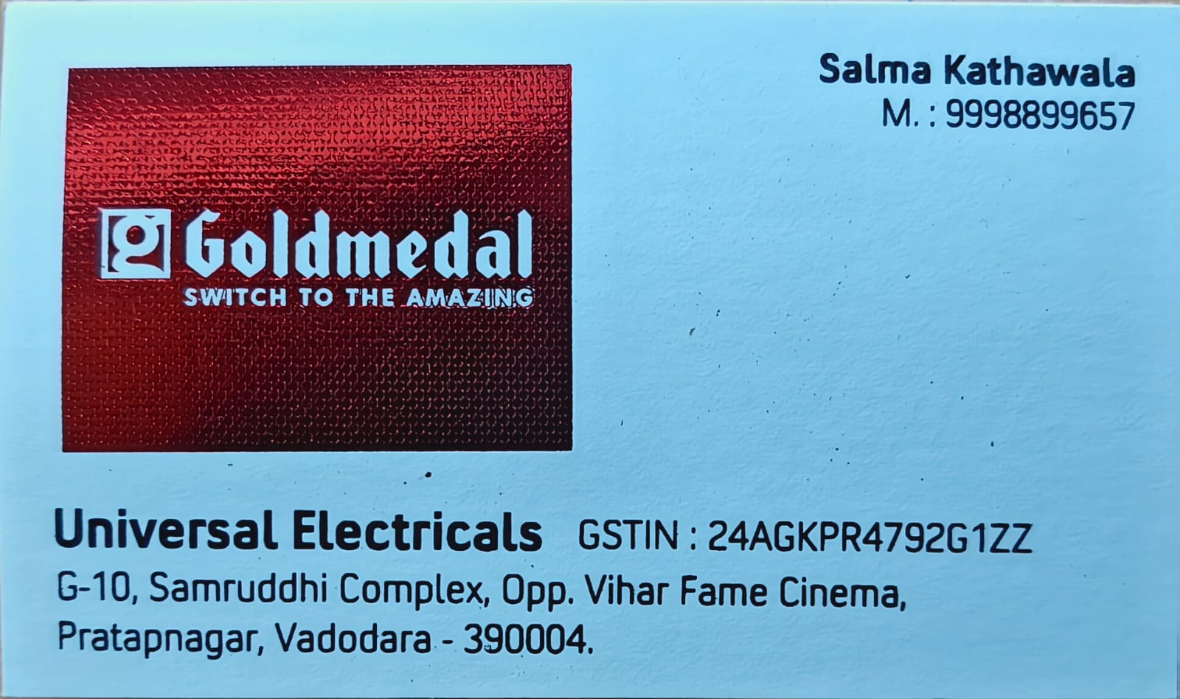 Salma Kathawala
M. : 9998899657
g Goldmedal
SWITCH TO THE AMAZING
Universal Electricals GSTIN : 24AGKPR4792G1ZZ
G-10, Samruddhi Complex, Opp. Vihar Fame Cinema,
Pratapnagar, Vadodara - 390004.